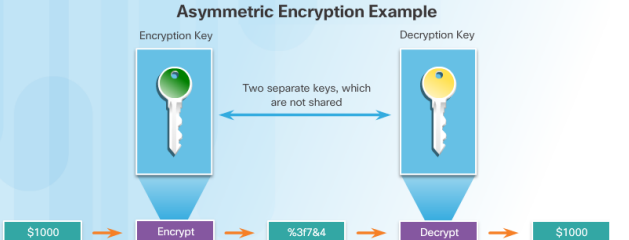 Asymmetric Encryption Example
Encryption Key
Decryption Key
Two separate keys, which
are not shared
$1000
Encrypt
%3f7&4
Decrypt
$1000